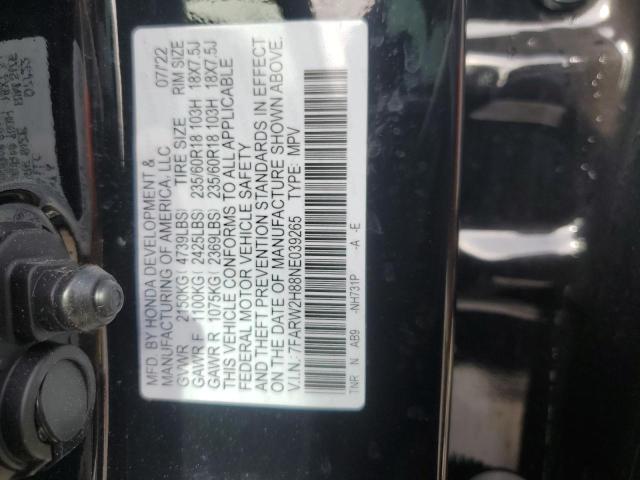 MFD. BY HONDA DEVELOPMENT & 07/22
MANUFACTURING OF AMERICA, LLC
TIRE SIZE RIM SIZE
GVWR 2150KG( 4739LBS)
GAWR F 1100KG( 2425LBS) 235/60R18 103H 18X7.5J
GAWR R 1075KG( 2369LBS) 235/60R18 103H 18X7.5J
THIS VEHICLE CONFORMS TO ALL APPLICABLE
FEDERAL MOTOR VEHICLE SAFETY
AND THEFT PREVENTION STANDARDS IN EFFECT
ON THE DATE OF MANUFACTURE SHOWN ABOVE.
V.I.N.:7FARW2H88NE039265 TYPE: MPV
TNR N AB9 -NH731P -A -E